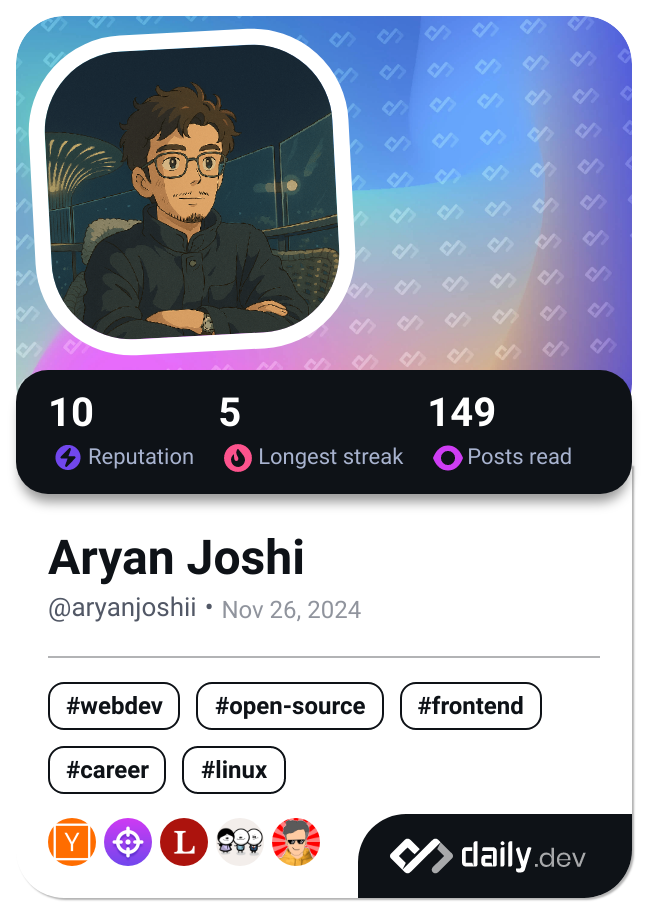 10 5 149
Reputation Longest streak Posts read
Aryan Joshi
@aryanjoshii • Nov 26, 2024
#webdev #open-source #frontend
#career #linux
Y L daily.dev